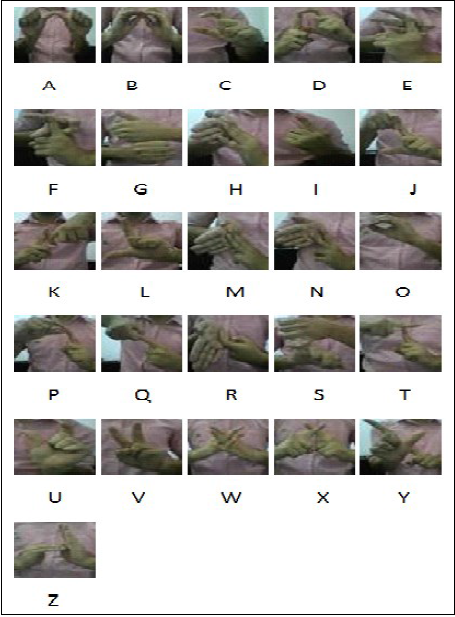 A B C D E
F G H I J
K L M N O
P Q R S T
U V W X Y
Z